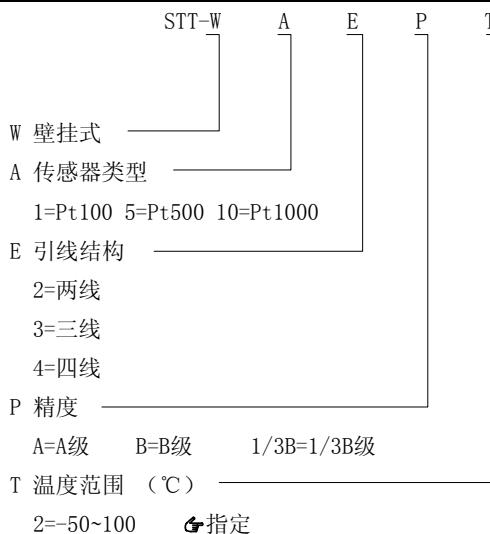 STT-W A E P T
W 壁挂式
A 传感器类型
1=Pt100 5=Pt500 10=Pt1000
E 引线结构
2=两线
3=三线
4=四线
P 精度
A=A级 B=B级 1/3B=1/3B级
T 温度范围 （℃）
2=-50~100 ☞指定